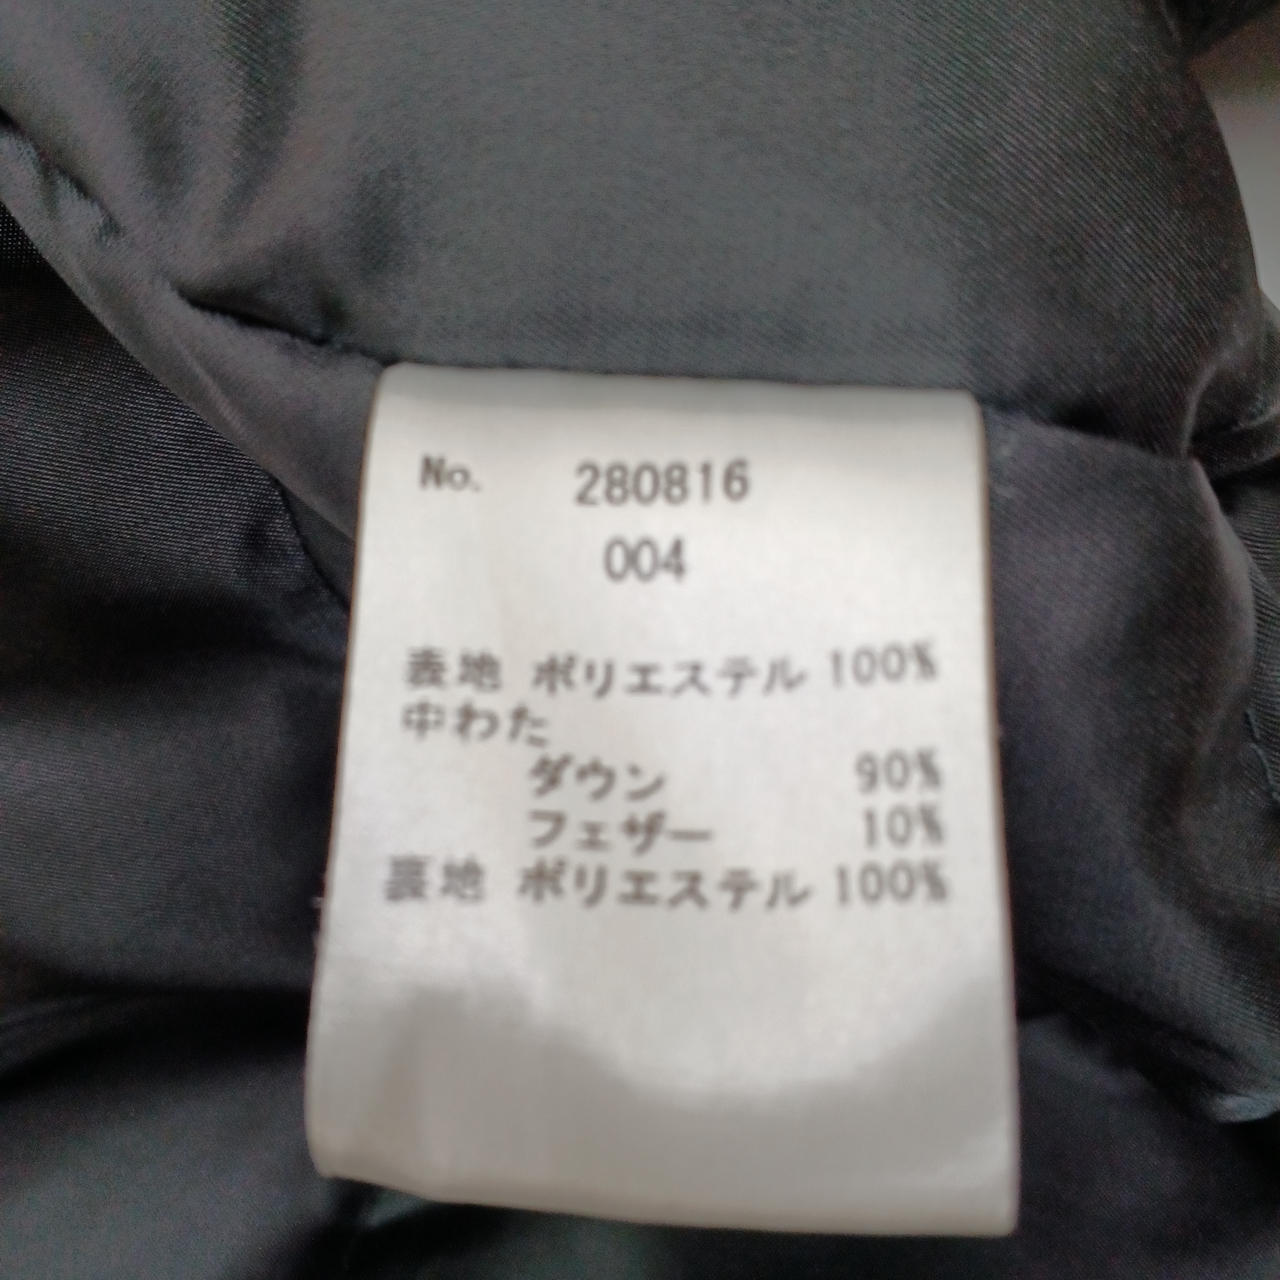 No. 280816
004
表地 ポリエステル 100%
中わた
ダウン 90%
フェザー 10%
裏地 ポリエステル 100%